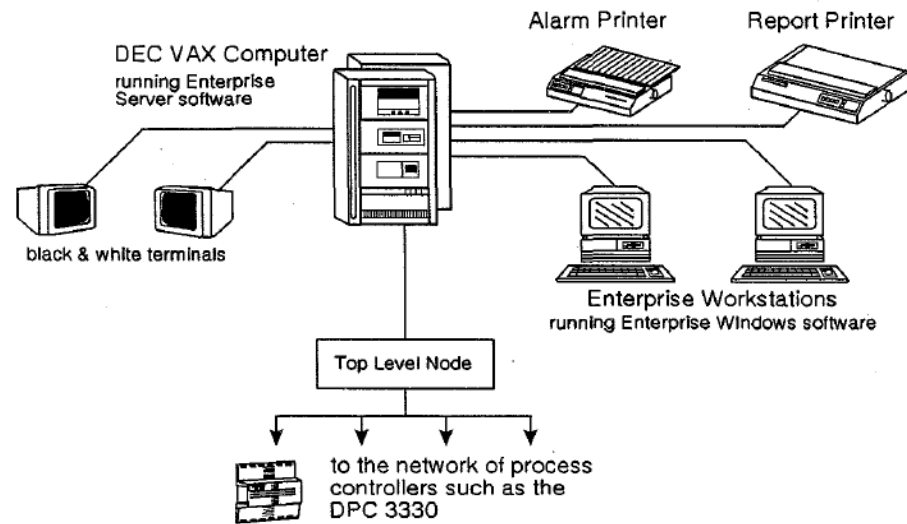 Alarm Printer
Report Printer
DEC VAX Computer
running Enterprise
Server software
black & white terminals
Enterprise Workstations
running Enterprise Windows software
Top Level Node
to the network of process
controllers such as the
DPC 3330